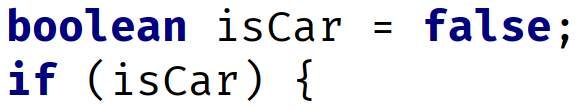 boolean isCar = false;
if (isCar) {